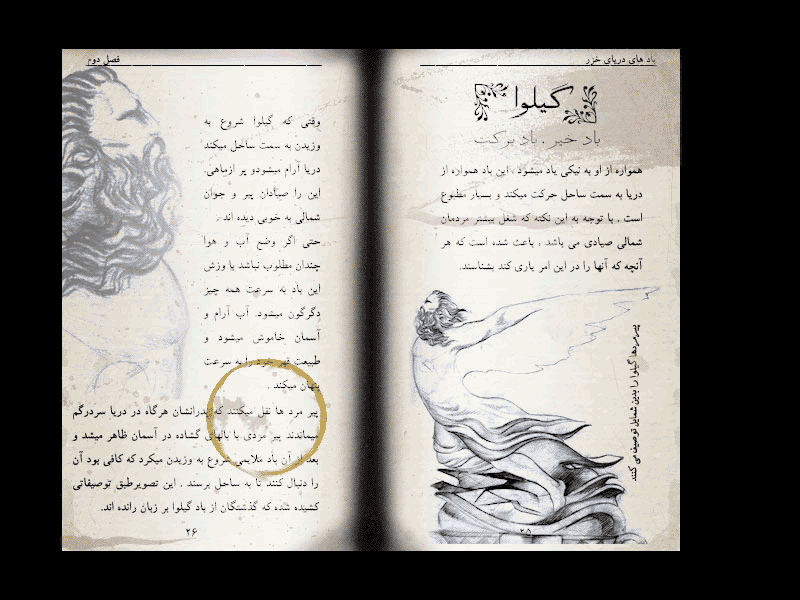 باد های دریای خزر
گیلوا
باد خیر . باد برکت
همواره از او به نیکی یاد میشود . این باد همواره از
دریا به سمت ساحل حرکت میکند و بسیار مطبوع
است . با توجه به این نکته که شغل بیشتر مردمان
شمالی صیادی می باشد ، باعث شده است که هر
آنچه که آنها را در این امر یاری کند بشناسند.
پیرمردها گیلوا را بدین شمایل توصیف می کنند
۲۵
فصل دوم
وقتی که گیلوا شروع به
وزیدن به سمت ساحل میکند
دریا آرام میشودو پر ازماهی.
این را صیادان پیر و جوان
شمالی به خوبی دیده اند .
حتی اگر وضع آب و هوا
چندان مطلوب نباشد با وزش
این باد به سرعت همه چیز
دگرگون میشود. آب آرام و
آسمان خاموش میشود و
طبیعت قهر خود را به سرعت
پنهان میکند .
پیر مرد ها نقل میکنند که پدرانشان هرگاه در دریا سردرگم
میماندند پیر مردی با بالهای گشاده در آسمان ظاهر میشد و
بعد از آن باد ملایمی شروع به وزیدن میکرد که کافی بود آن
را دنبال کنند تا به ساحل برسند . این تصویرطبق توصیفاتی
کشیده شده که گذشتگان از باد گیلوا بر زبان رانده اند.
۲۶